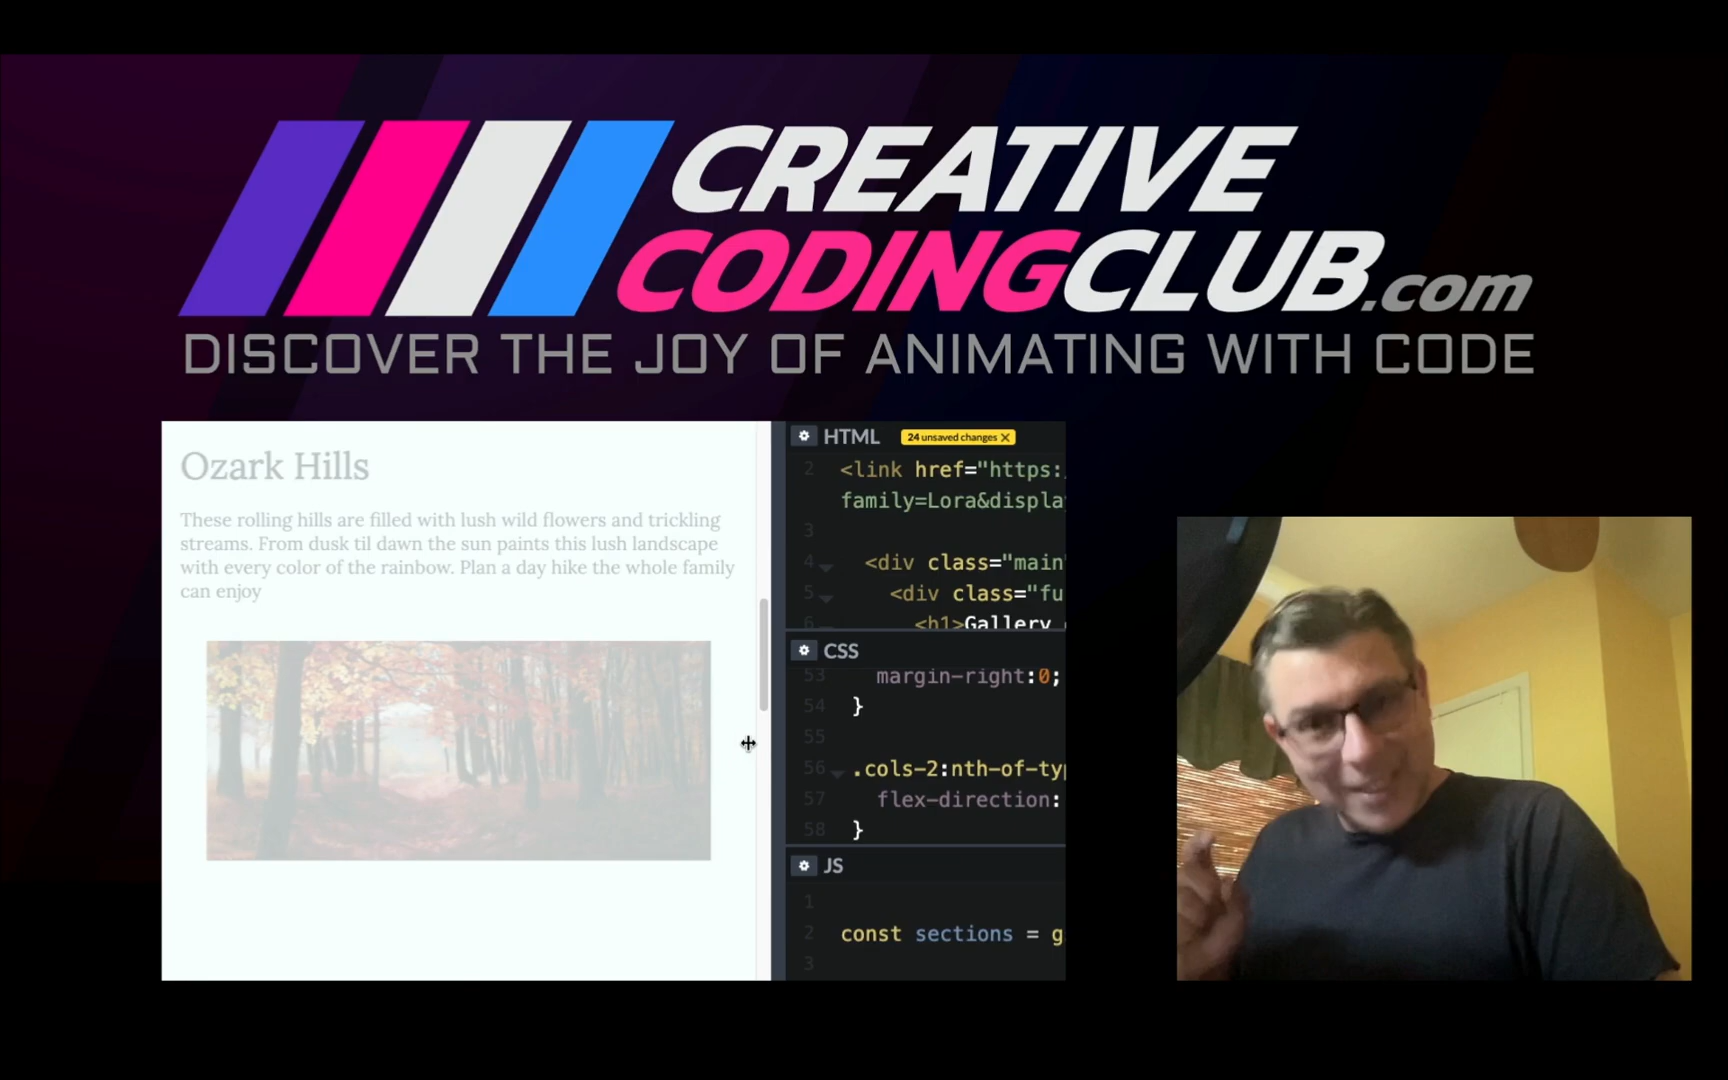 CREATIVE
CODINGCLUB.com
DISCOVER THE JOY OF ANIMATING WITH CODE
Ozark Hills
These rolling hills are filled with lush wild flowers and trickling
streams. From dusk til dawn the sun paints this lush landscape
with every color of the rainbow. Plan a day hike the whole family
can enjoy
HTML 24 unsaved changes X
2 <link href="https:
family=Lora&displa
3
4 <div class="main"
5 <div class="fu
6 <h1>Gallery
CSS
53 margin-right:0;
54 }
55
56 .cols-2:nth-of-typ
57 flex-direction:
58 }
JS
1
2 const sections = g
3